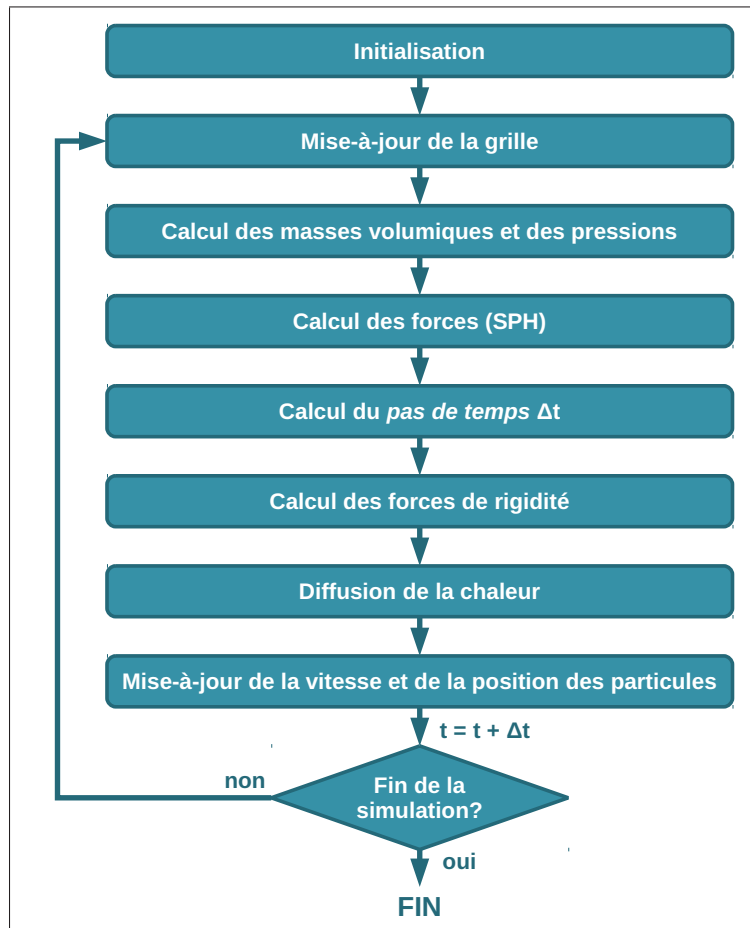 Initialisation
Mise-à-jour de la grille
Calcul des masses volumiques et des pressions
Calcul des forces (SPH)
Calcul du pas de temps Δt
Calcul des forces de rigidité
Diffusion de la chaleur
Mise-à-jour de la vitesse et de la position des particules
t = t + Δt
non
Fin de la
simulation?
oui
FIN